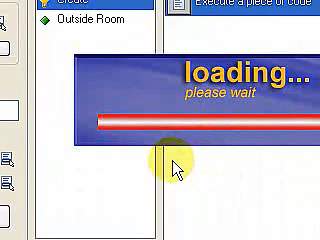 Create
Execute a piece of code
Outside Room
loading...
please wait